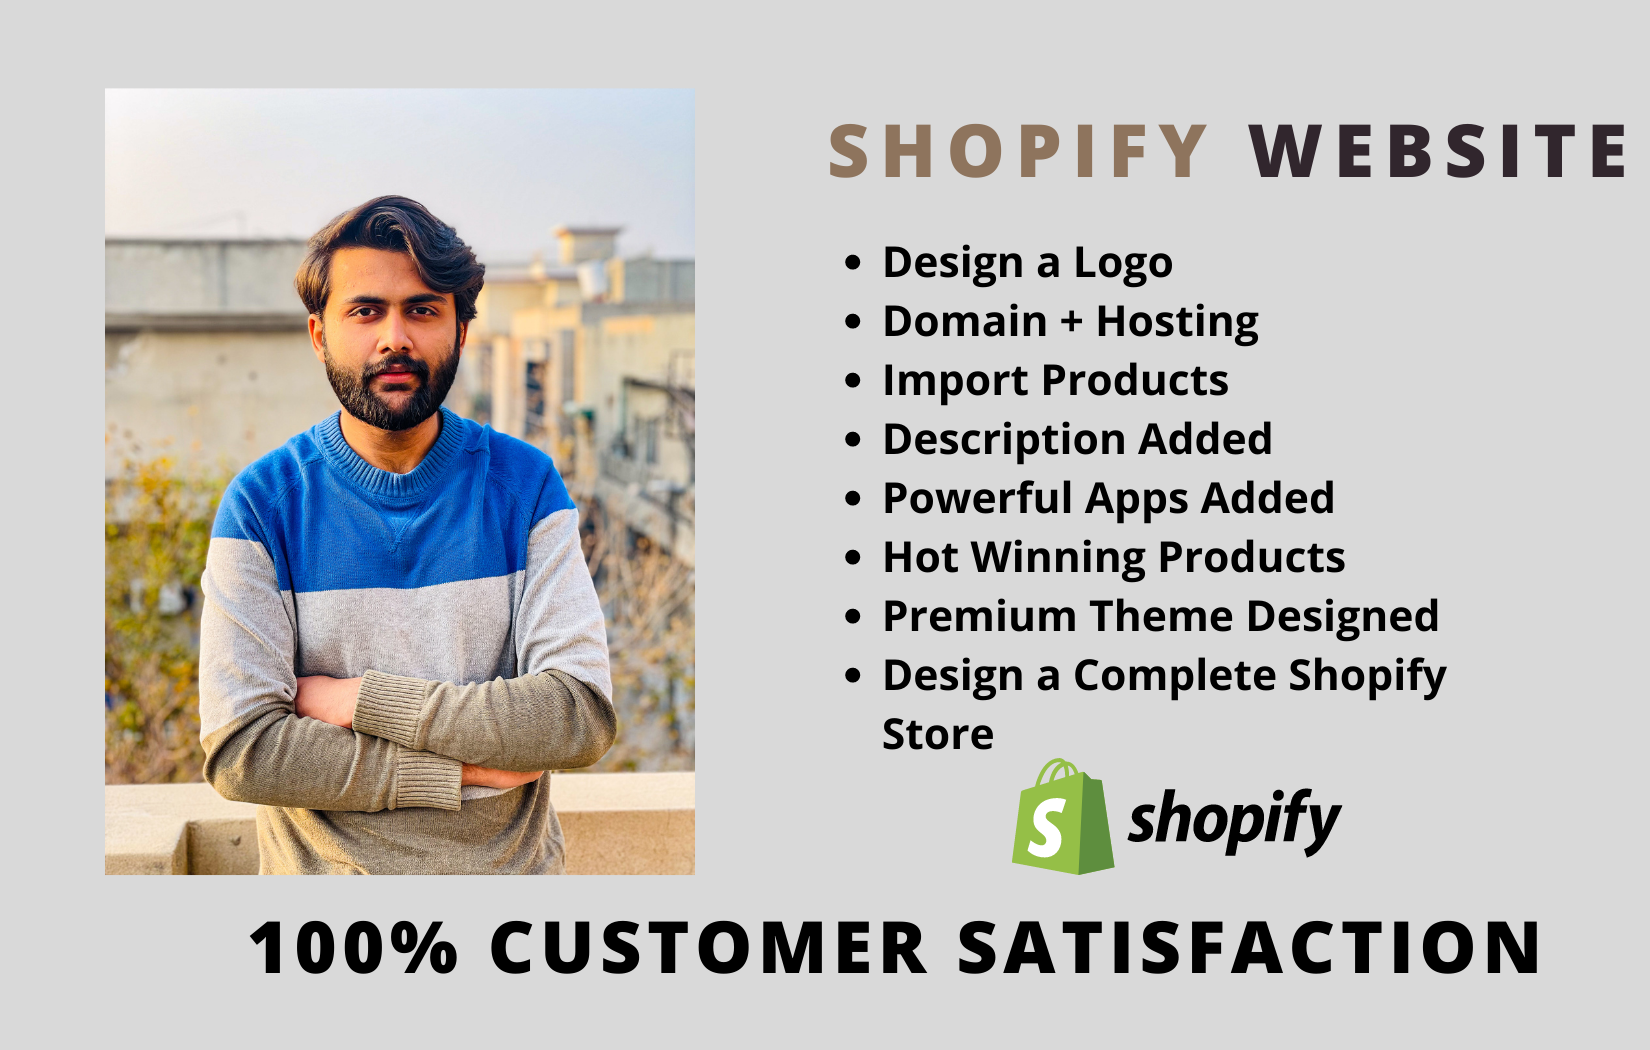 SHOPIFY WEBSITE
Design a Logo
Domain + Hosting
Import Products
Description Added
Powerful Apps Added
Hot Winning Products
Premium Theme Designed
Design a Complete Shopify
Store
S shopify
100% CUSTOMER SATISFACTION